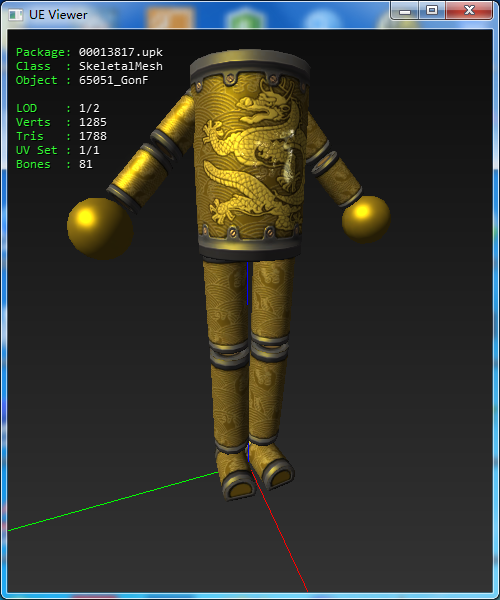 UE Viewer
Package: 00013817.upk
Class : SkeletalMesh
Object : 65051_GonF
LOD : 1/2
Verts : 1285
Tris : 1788
UV Set : 1/1
Bones : 81